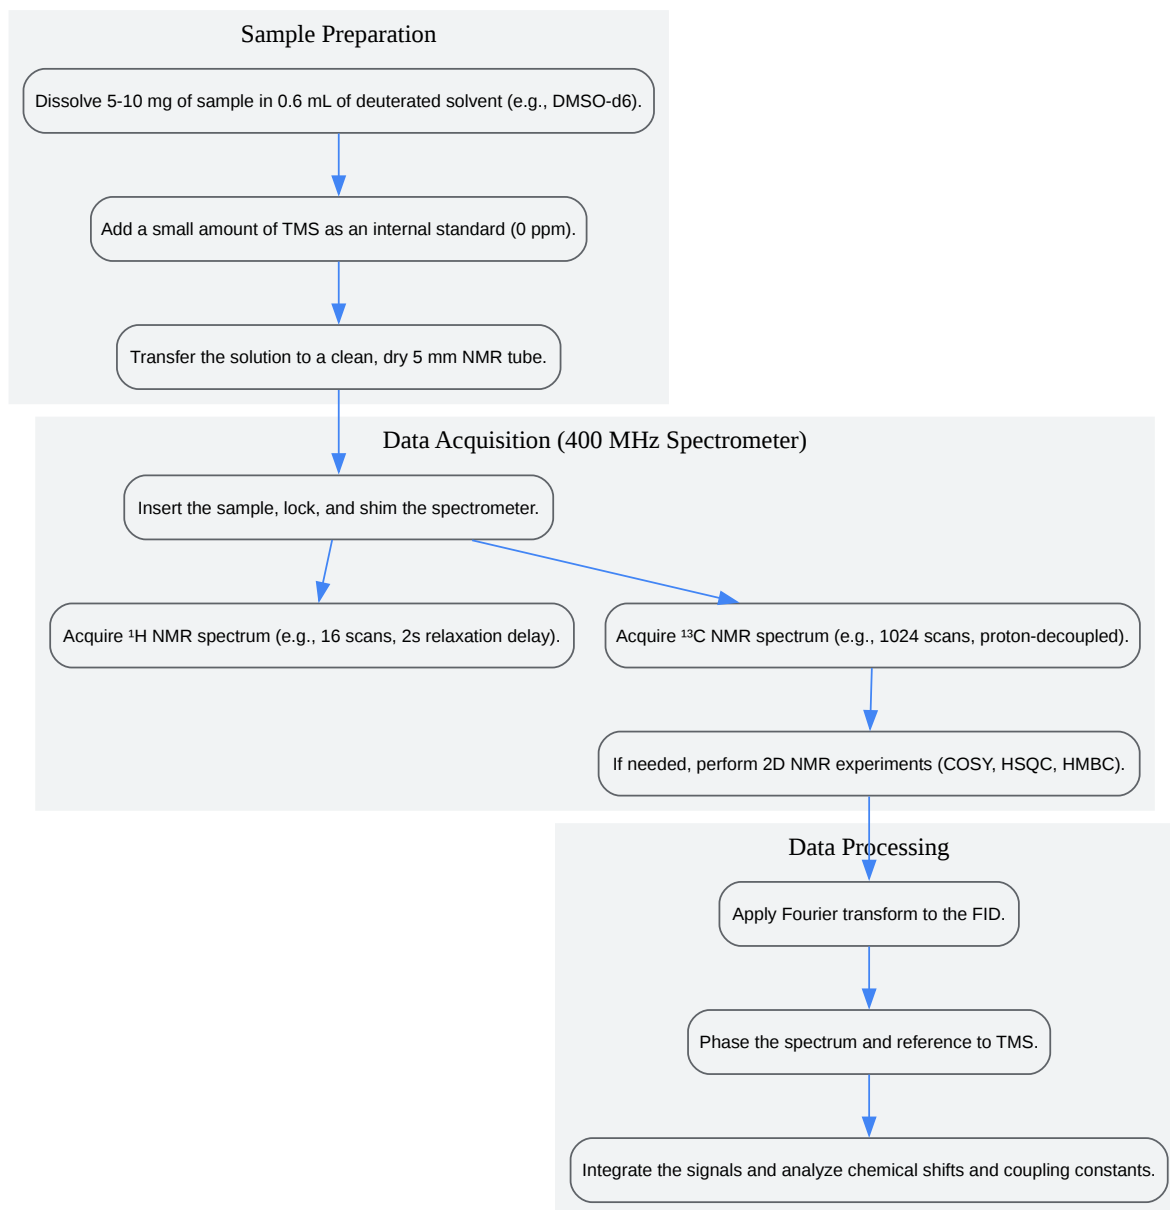 Sample Preparation
Dissolve 5-10 mg of sample in 0.6 mL of deuterated solvent (e.g., DMSO-d6).
Add a small amount of TMS as an internal standard (0 ppm).
Transfer the solution to a clean, dry 5 mm NMR tube.
Data Acquisition (400 MHz Spectrometer)
Insert the sample, lock, and shim the spectrometer.
Acquire ¹H NMR spectrum (e.g., 16 scans, 2s relaxation delay).
Acquire ¹³C NMR spectrum (e.g., 1024 scans, proton-decoupled).
If needed, perform 2D NMR experiments (COSY, HSQC, HMBC).
Data Processing
Apply Fourier transform to the FID.
Phase the spectrum and reference to TMS.
Integrate the signals and analyze chemical shifts and coupling constants.